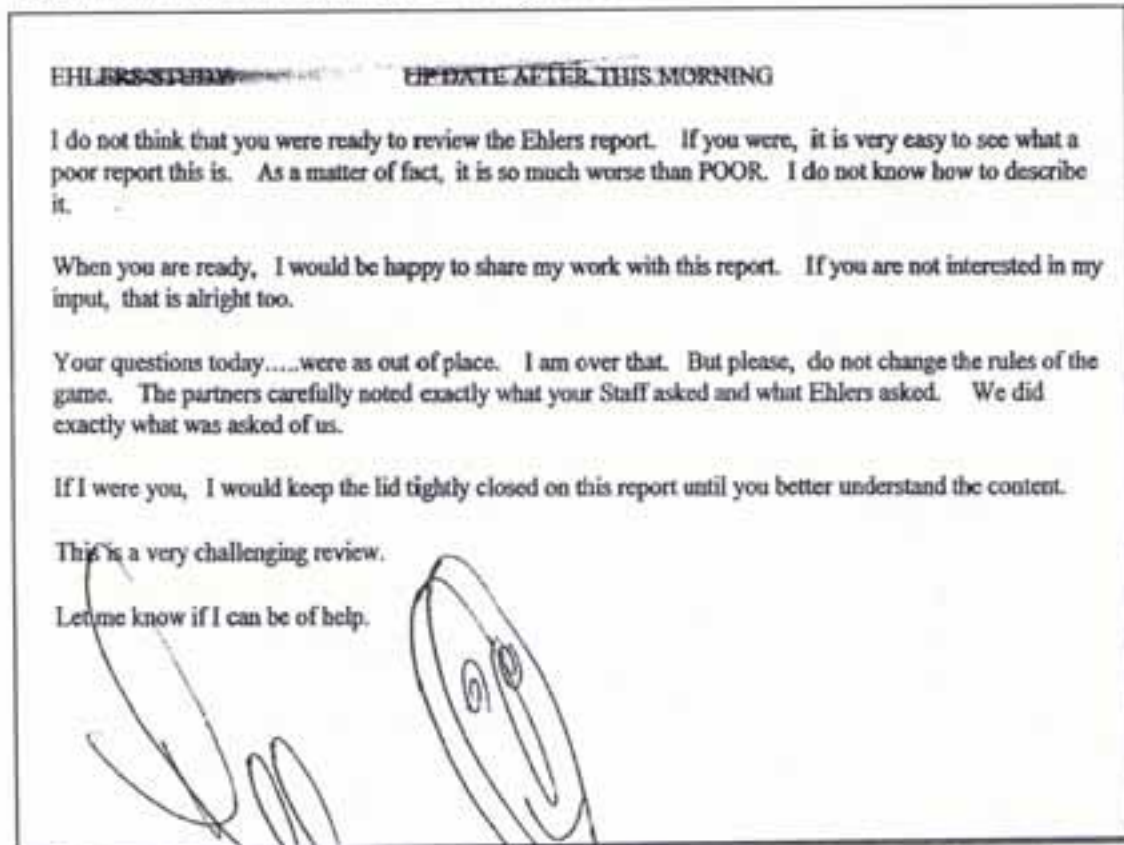 EHLERS STUDY UP DATE AFTER THIS MORNING
I do not think that you were ready to review the Ehlers report. If you were, it is very easy to see what a
poor report this is. As a matter of fact, it is so much worse than POOR. I do not know how to describe
it.
When you are ready, I would be happy to share my work with this report. If you are not interested in my
input, that is alright too.
Your questions today.....were as out of place. I am over that. But please, do not change the rules of the
game. The partners carefully noted exactly what your Staff asked and what Ehlers asked. We did
exactly what was asked of us.
If I were you, I would keep the lid tightly closed on this report until you better understand the content.
This is a very challenging review.
Let me know if I can be of help.